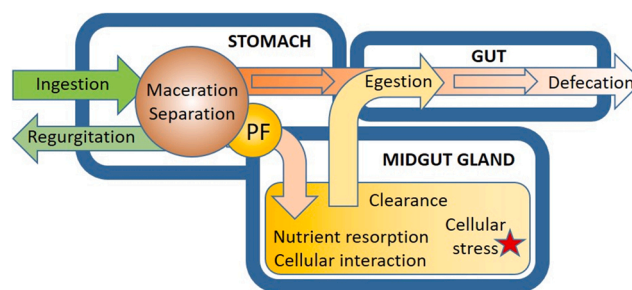 STOMACH
GUT
Ingestion
Maceration
Separation
Egestion
Defecation
Regurgitation
PF
MIDGUT GLAND
Clearance
Nutrient resorption
Cellular interaction
Cellular
stress